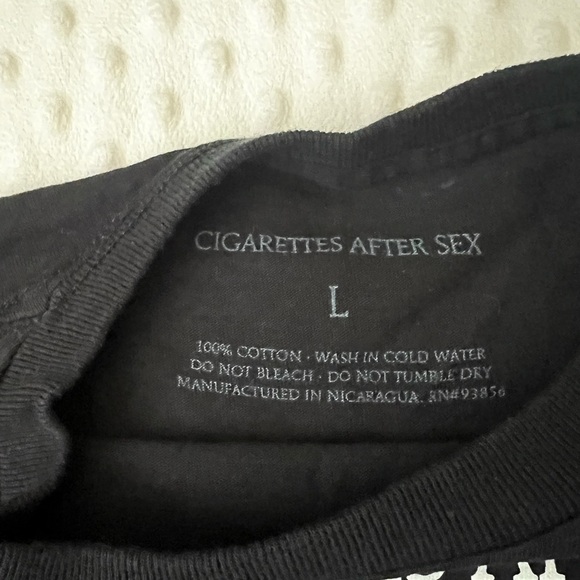 CIGARETTES AFTER SEX
L
100% COTTON · WASH IN COLD WATER
DO NOT BLEACH · DO NOT TUMBLE DRY
MANUFACTURED IN NICARAGUA. RN#93856